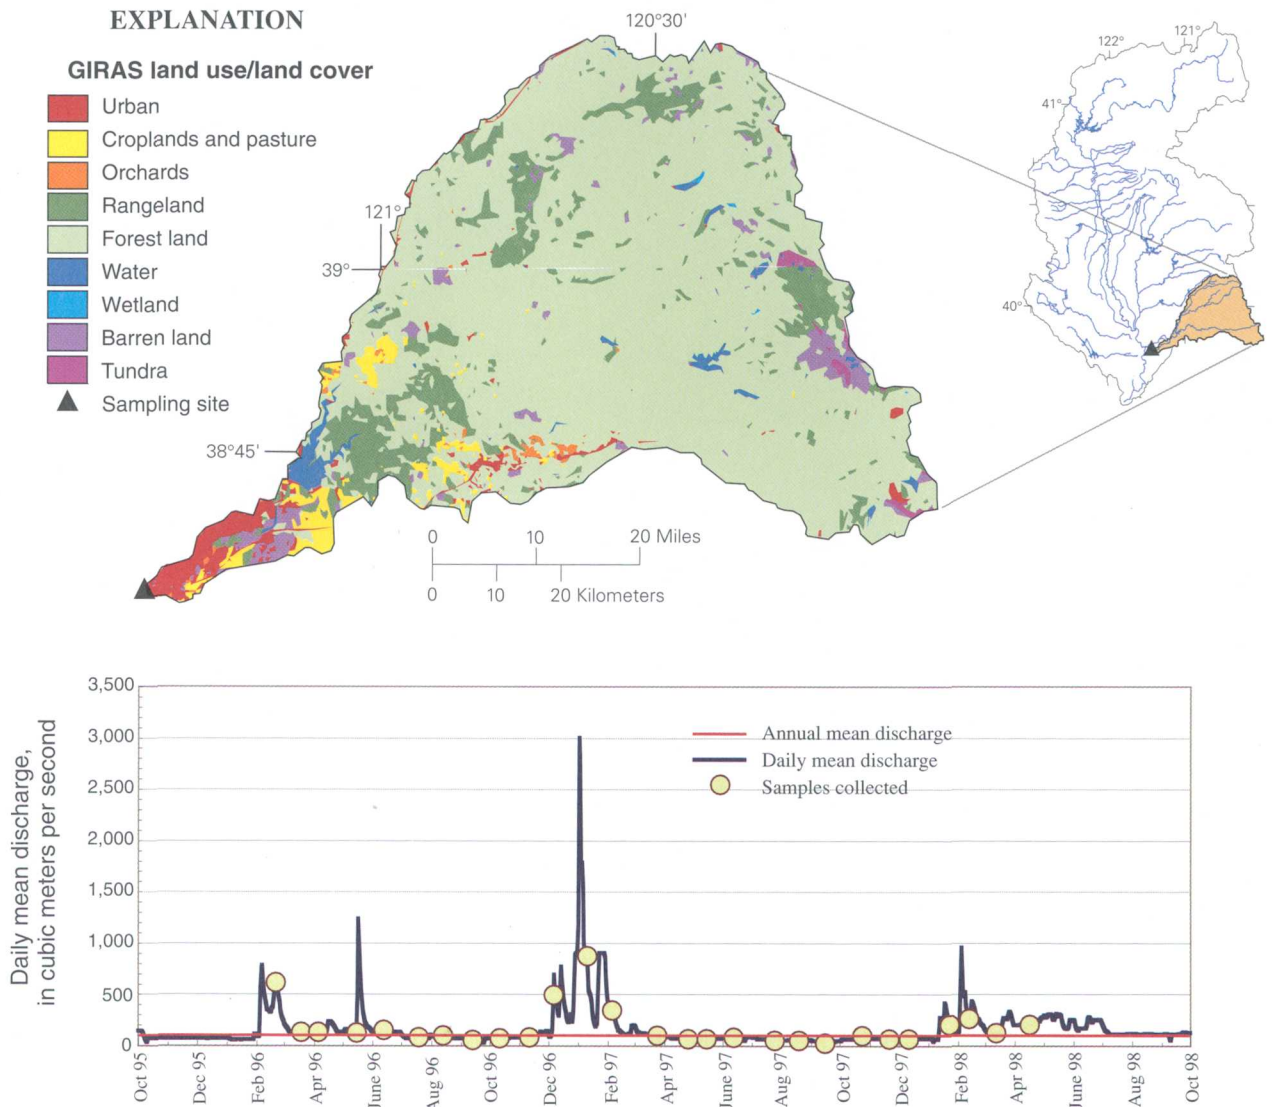 EXPLANATION
GIRAS land use/land cover
Urban
Croplands and pasture
Orchards
Rangeland
Forest land
Water
Wetland
Barren land
Tundra
Sampling site
120°30'
121°
39°
38°45'
0 10 20 Miles
0 10 20 Kilometers
122°
121°
41°
40°
Daily mean discharge,
in cubic meters per second
3,500
3,000
2,500
2,000
1,500
1,000
500
0
Annual mean discharge
Daily mean discharge
Samples collected
Oct 95 Dec 95 Feb 96 Apr 96 June 96 Aug 96 Oct 96 Dec 96 Feb 97 Apr 97 June 97 Aug 97 Oct 97 Dec 97 Feb 98 Apr 98 June 98 Aug 98 Oct 98